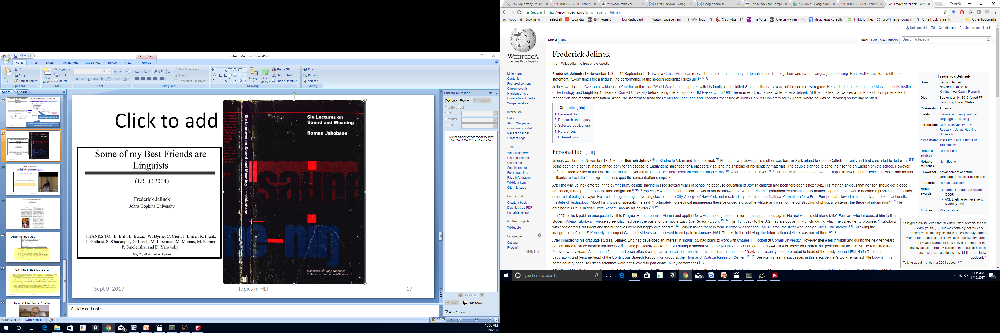 intro - Microsoft PowerPoint
Picture Tools
Home Insert Design Animations Slide Show Review View Format
Paste
Cut
Copy
Format Painter
Clipboard
New Slide
Layout
Reset
Delete
Slides
44
Font
Text Direction
Align Text
Convert to SmartArt
Paragraph
Arrange
Quick Styles
Shape Fill
Shape Outline
Shape Effects
Drawing
Find
Replace
Select
Editing
Slides Outline
16
17
18
Robert Mercer
ACL Lifetime Achievement
19
20
On firing linguists...
21
On firing linguists... (2 of 2)
22
Sound & Meaning >> Spelling
Click to add
Some of my Best Friends are
Linguists
(LREC 2004)
Frederick Jelinek
Johns Hopkins University
THANKS TO: E. Brill, L. Burzio, W. Byrne, C. Cieri, J. Eisner, R. Frank,
L. Guthrie, S. Khudanpur, G. Leech, M. Liberman, M. Marcus, M. Palmer,
P. Smolensky, and D. Yarowsky
May 28, 2004 Johns Hopkins
Six Lectures on Sound and Meaning Roman Jakobson
Six Lectures on
Sound and Meaning
Roman Jakobson
Translated by John Mepham
Preface by Claude Lévi-Strauss
Sept 9, 2017 Topics in HLT 17
Click to add notes
Custom Animation
Add Effect Remove
Modify effect
Start:
Property:
Speed:
Select an element of the slide, then
click "Add Effect" to add animation.
Re-Order
Play Slide Show
AutoPreview
Slide 17 of 22 "Office Theme" 145%
10:36 AM
8/19/2017
Play Diplomacy Online Inbox (23,732) - kennet www.columbia.edu/~k Peter F. Brown - Googl Google Scholar The h Index for Compu My Drive - Google Dri Inbox (23,732) - kennet Frederick Jelinek - Wiki Kenneth
Secure https://en.wikipedia.org/wiki/Frederick_Jelinek
Apps Bookmarks select all Localytics IBM Research kwc dashboard Watson Engagement VANI logs Crashlytics The Voice Overview - Vani - Mo david lewis consultan HTML Entities WEA Internal Compe Johns Hopkins Institu » Other bookmarks
Not logged in Talk Contributions Create account Log in
Article Talk Read Edit View history Search Wikipedia
WIKIPEDIA
The Free Encyclopedia
Main page
Contents
Featured content
Current events
Random article
Donate to Wikipedia
Wikipedia store
Interaction
Help
About Wikipedia
Community portal
Recent changes
Contact page
Tools
What links here
Related changes
Upload file
Special pages
Permanent link
Page information
Wikidata item
Cite this page
Print/export
Create a book
Download as PDF
Printable version
In other projects
Wikiquote
Languages
Čeština
Русский
Edit links
Frederick Jelinek
From Wikipedia, the free encyclopedia
Frederick Jelinek (18 November 1932 – 14 September 2010) was a Czech-American researcher in information theory, automatic speech recognition, and natural language processing. He is well known for his oft-quoted
statement, "Every time I fire a linguist, the performance of the speech recognizer goes up".[note 1]
Jelinek was born in Czechoslovakia just before the outbreak of World War II and emigrated with his family to the United States in the early years of the communist regime. He studied engineering at the Massachusetts Institute
of Technology and taught for 10 years at Cornell University before being offered a job at IBM Research. In 1961, he married Czech screenwriter Milena Jelinek. At IBM, his team advanced approaches to computer speech
recognition and machine translation. After IBM, he went to head the Center for Language and Speech Processing at Johns Hopkins University for 17 years, where he was still working on the day he died.
Contents [hide]
1 Personal life
2 Research and legacy
3 Selected publications
4 References
5 External links
Personal life [ edit ]
Jelinek was born on November 18, 1932, as Bedřich Jelínek[6] in Kladno to Vilém and Trude Jelínek.[7] His father was Jewish; his mother was born in Switzerland to Czech Catholic parents and had converted to Judaism.[8][9]
Jelínek senior, a dentist, had planned early for an escape to England; he arranged for a passport, visa, and the shipping of his dentistry materials. The couple planned to send their son to an English private school. However,
Vilém decided to stay at the last minute and was eventually sent to the Theresienstadt concentration camp,[10] where he died in 1945.[7][9] The family was forced to move to Prague in 1941, but Frederick, his sister and mother
—thanks to the latter's background—escaped the concentration camps.[9]
After the war, Jelinek entered in the gymnasium, despite having missed several years of schooling because education of Jewish children had been forbidden since 1942. His mother, anxious that her son should get a good
education, made great efforts for their emigration,[note 2] especially when it became clear he would not be allowed to even attempt the graduation examination. His mother hoped her son would become a physician, but Jelinek
dreamed of being a lawyer. He studied engineering in evening classes at the City College of New York and received stipends from the National Committee for a Free Europe that allowed him to study at the Massachusetts
Institute of Technology. About his choice of specialty, he said: "Fortunately, to electrical engineering there belonged a discipline whose aim was not the construction of physical systems: the theory of information".[10] He
obtained his Ph.D. in 1962, with Robert Fano as his adviser.[11][12]
In 1957, Jelinek paid an unexpected visit to Prague. He had been in Vienna and applied for a visa, hoping to see his former acquaintances again. He met with his old friend Miloš Forman, who introduced him to film
student Milena Tabolova—whose screenplay had been the basis for the movie Easy Life (Snadný život).[13][14] His flight back to the U.S. had a stopover in Munich, during which he called her to propose.[9] Tabolova
was considered a dissident and the authorities were not happy with her film.[14] Jelinek asked for help from Jerome Wiesner and Cyrus Eaton, the latter who lobbied Nikita Khrushchev.[13] Following the
inauguration of John F. Kennedy, a group of Czech dissidents were allowed to emigrate in January 1961. Thanks to the lobbying, the future Milena Jelinek was one of them.[9][13]
After completing his graduate studies, Jelinek, who had developed an interest in linguistics, had plans to work with Charles F. Hockett at Cornell University. However these fell through and during the next ten years
he continued to study information theory.[10] Having previously worked at IBM during a sabbatical, he began full-time work there in 1972—at first on leave for Cornell, but permanently from 1974. He remained there
for over twenty years. Although at first he had been offered a regular research job, upon his arrival he learned that Josef Raviv had recently been promoted to head of the newly opened IBM Haifa Research
Laboratory, and became head of the Continuous Speech Recognition group at the Thomas J. Watson Research Center.[10][12] Despite his team's successes in this area, Jelinek's work remained little known in his
home country because Czech scientists were not allowed to participate in key conferences.[13]
Frederick Jelinek
Born Bedřich Jelínek
November 18, 1932
Kladno, now Czech Republic
Died September 14, 2010 (aged 77)
Baltimore, United States
Citizenship American
Fields Information theory, natural
language processing
Institutions Cornell University, IBM
Research, Johns Hopkins
University
Alma mater Massachusetts Institute of
Technology
Doctoral advisor Robert Fano
Notable students Neil Sloane
Known for Advancement of natural
language processing techniques
Influences Roman Jakobson
Notable awards James L. Flanagan Award
(2005)
ACL Lifetime Achievement
Award (2009)
Spouse Milena Jelinek
"It is generally believed that scientific talent reveals itself in
early youth. [...] This was certainly not my case. I
somehow slid into my scientific profession. My mother
wished for me to become a physician, just like my father.
[...] I myself wanted to be a lawyer, defender of the
unjustly accused. But my career is the result of political
circumstances, academic possibilities, and lucky
accidents."
Talking about his life in a 2001 speech.[10]
Type here to search
10:36 AM
8/19/2017